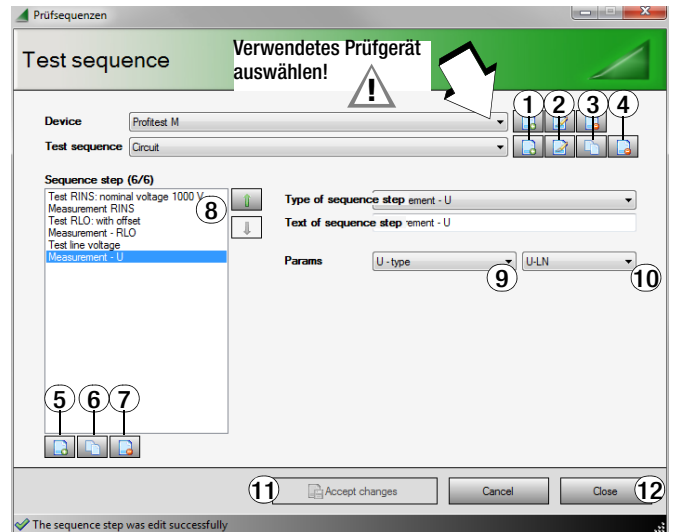 Prüfsequenzen
Test sequence
Verwendetes Prüfgerät
auswählen!
!
1 2 3 4
Device Profitest M
Test sequence Circuit
Sequence step (6/6)
Test RINS: nominal voltage 1000 V
Measurement RINS
Test RLO: with offset
Measurement - RLO
Test line voltage
Measurement - U
8
Type of sequence step ement - U
Text of sequence step rement - U
Params U-type U-LN
9 10
5 6 7
11 Accept changes Cancel Close 12
The sequence step was edit successfully